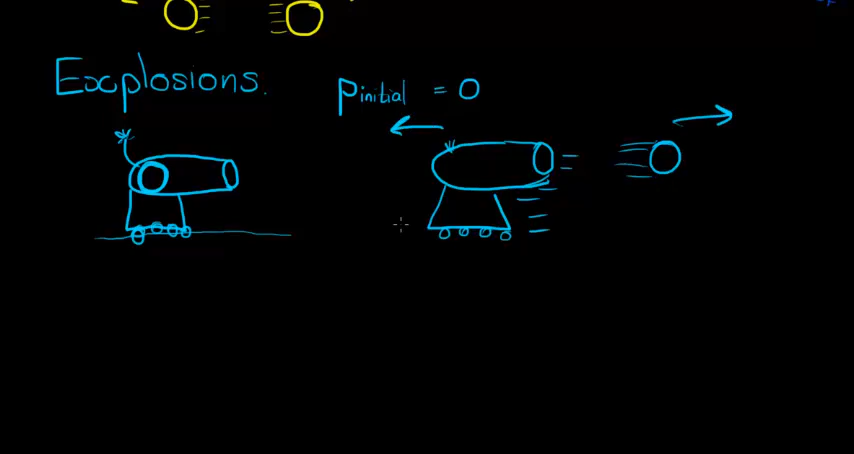 Explosions.
Pinitial = 0